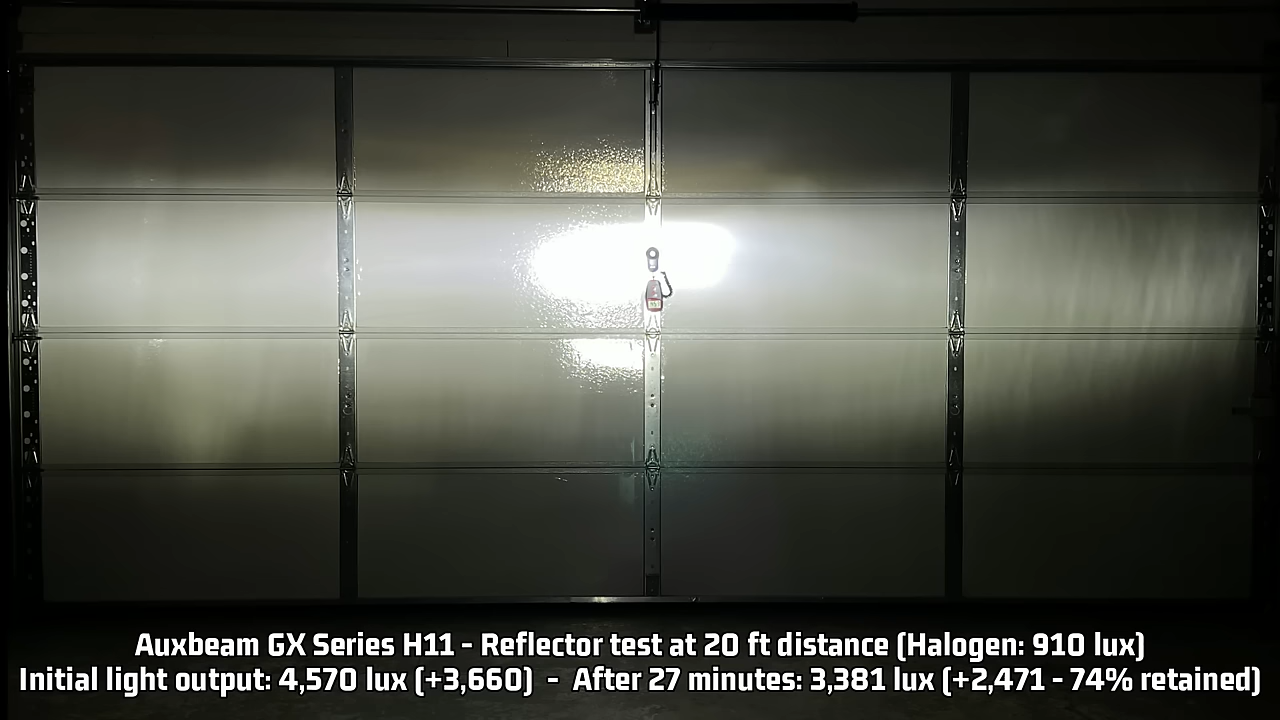 Auxbeam GX Series H11 - Reflector test at 20 ft distance (Halogen: 910 lux)
Initial light output: 4,570 lux (+3,660) - After 27 minutes: 3,381 lux (+2,471 - 74% retained)